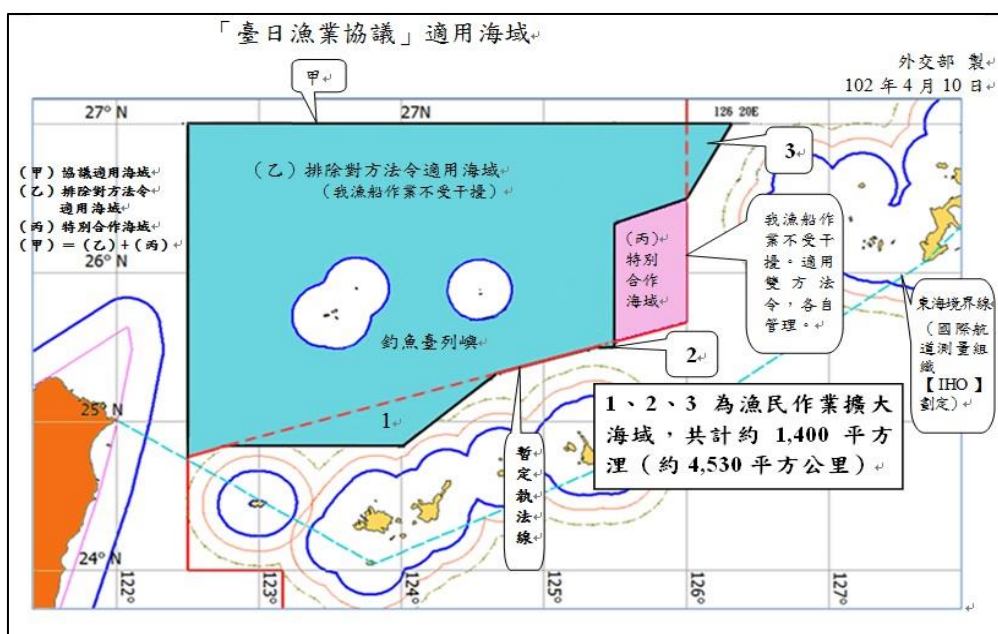 「臺日漁業協議」適用海域
外交部 製
102 年 4 月 10 日
甲
27° N
27N
126 20E
3
(甲) 協議適用海域
(乙) 排除對方法令
適用海域
(丙) 特別合作海域
(甲) = (乙) + (丙)
(乙) 排除對方法令適用海域
(我漁船作業不受干擾)
(丙)
特別
合作
海域
我漁船作
業不受干
擾。適用
雙方法
令，各自
管理。
26° N
東海境界線
(國際航
道測量組
織
【IHO】
劃定)
釣魚臺列嶼
2
1
25° N
暫定執法線
1、2、3 為漁民作業擴大
海域，共計約 1,400 平方
浬（約 4,530 平方公里）
24° N
122°
123°
124°
125°
126°
127°